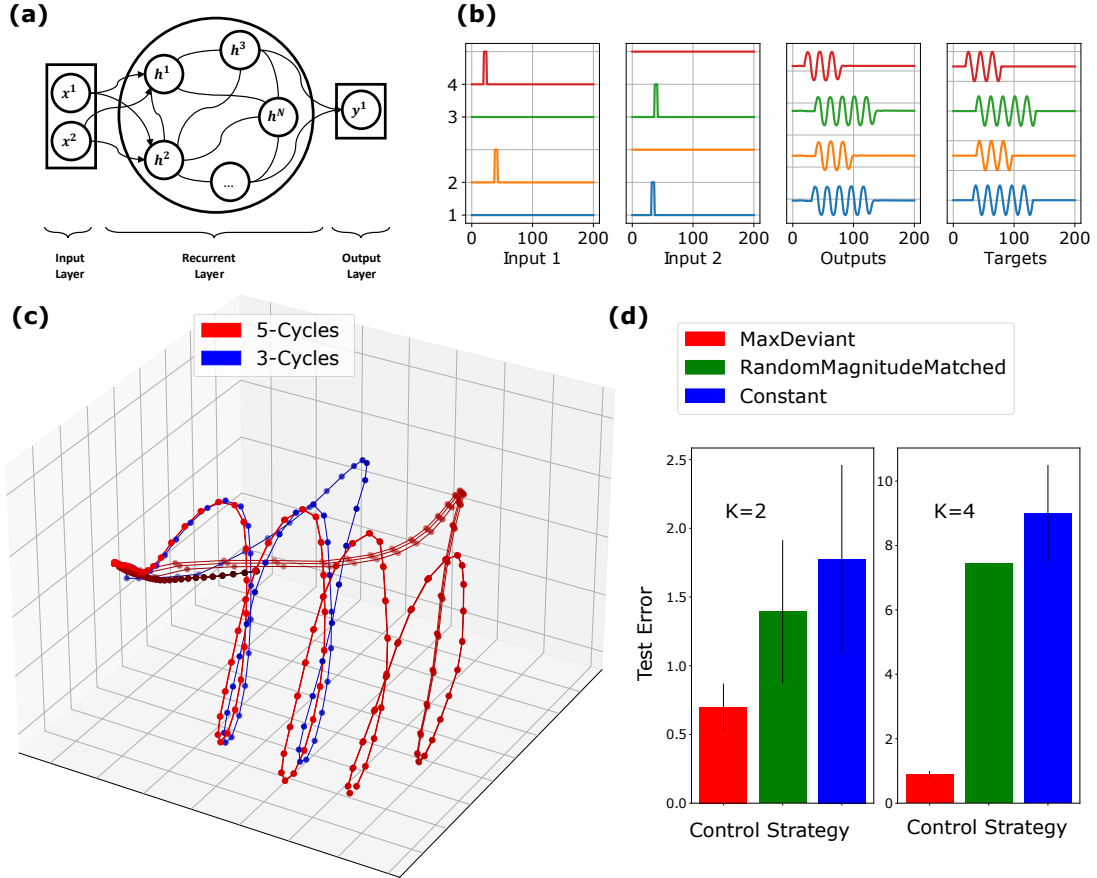 (a)
x¹
x²
h¹
h²
h³
hᴺ
...
y¹
Input
Layer
Recurrent
Layer
Output
Layer
(b)
4
3
2
1
0 100 200
Input 1
0 100 200
Input 2
0 100 200
Outputs
0 100 200
Targets
(c)
5-Cycles
3-Cycles
(d)
MaxDeviant
RandomMagnitudeMatched
Constant
Test Error
2.5
2.0
1.5
1.0
0.5
0.0
K=2
10
8
6
4
2
0
K=4
Control Strategy
Control Strategy